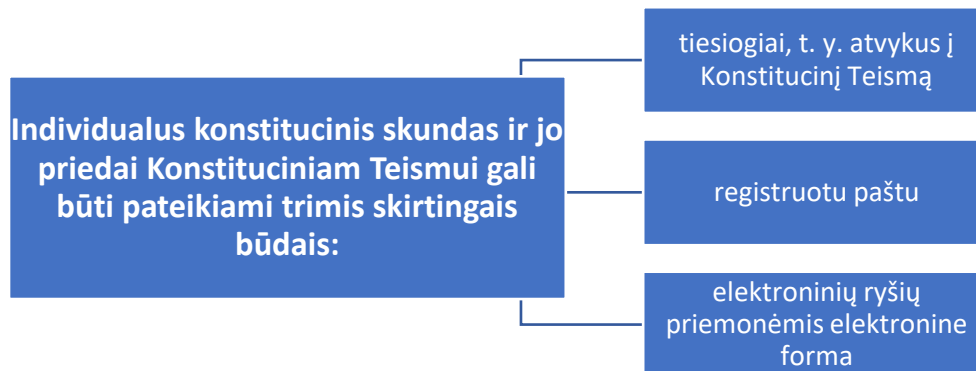 Individualus konstitucinis skundas ir jo
priedai Konstituciniam Teismui gali
būti pateikiami trimis skirtingais
būdais:
tiesiogiai, t. y. atvykus į
Konstitucinį Teismą
registruotu paštu
elektroninių ryšių
priemonėmis elektronine
forma